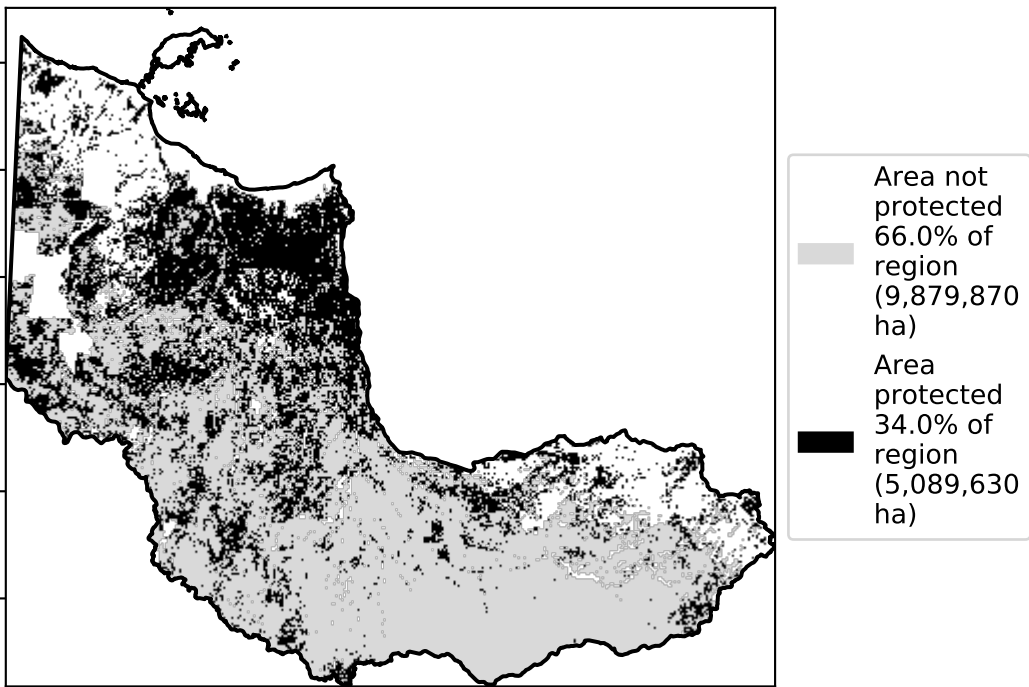 Area not
protected
66.0% of
region
(9,879,870
ha)
Area
protected
34.0% of
region
(5,089,630
ha)